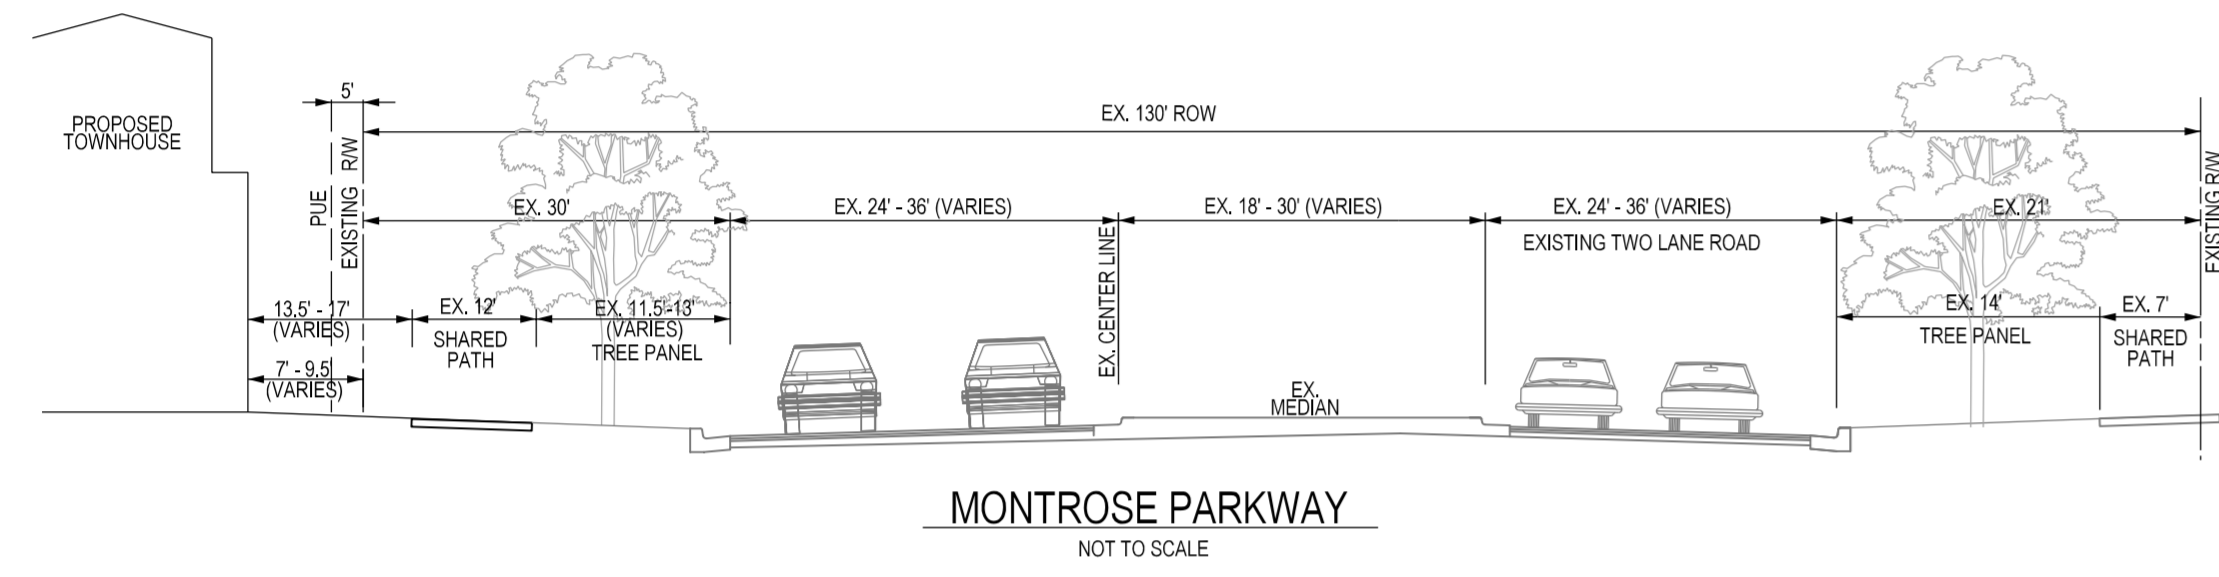 5'
EX. 130' ROW
PROPOSED
TOWNHOUSE
PUE
EXISTING R/W
EX. 30'
EX. 24' - 36' (VARIES)
EX. CENTER LINE
EX. 18' - 30' (VARIES)
EX. 24' - 36' (VARIES)
EXISTING TWO LANE ROAD
EX. 21'
EXISTING R/W
13.5' - 17'
(VARIES)
EX. 12'
SHARED
PATH
EX. 11.5'-13'
(VARIES)
TREE PANEL
EX. 14'
TREE PANEL
EX. 7'
SHARED
PATH
7' - 9.5'
(VARIES)
EX.
MEDIAN
MONTROSE PARKWAY
NOT TO SCALE